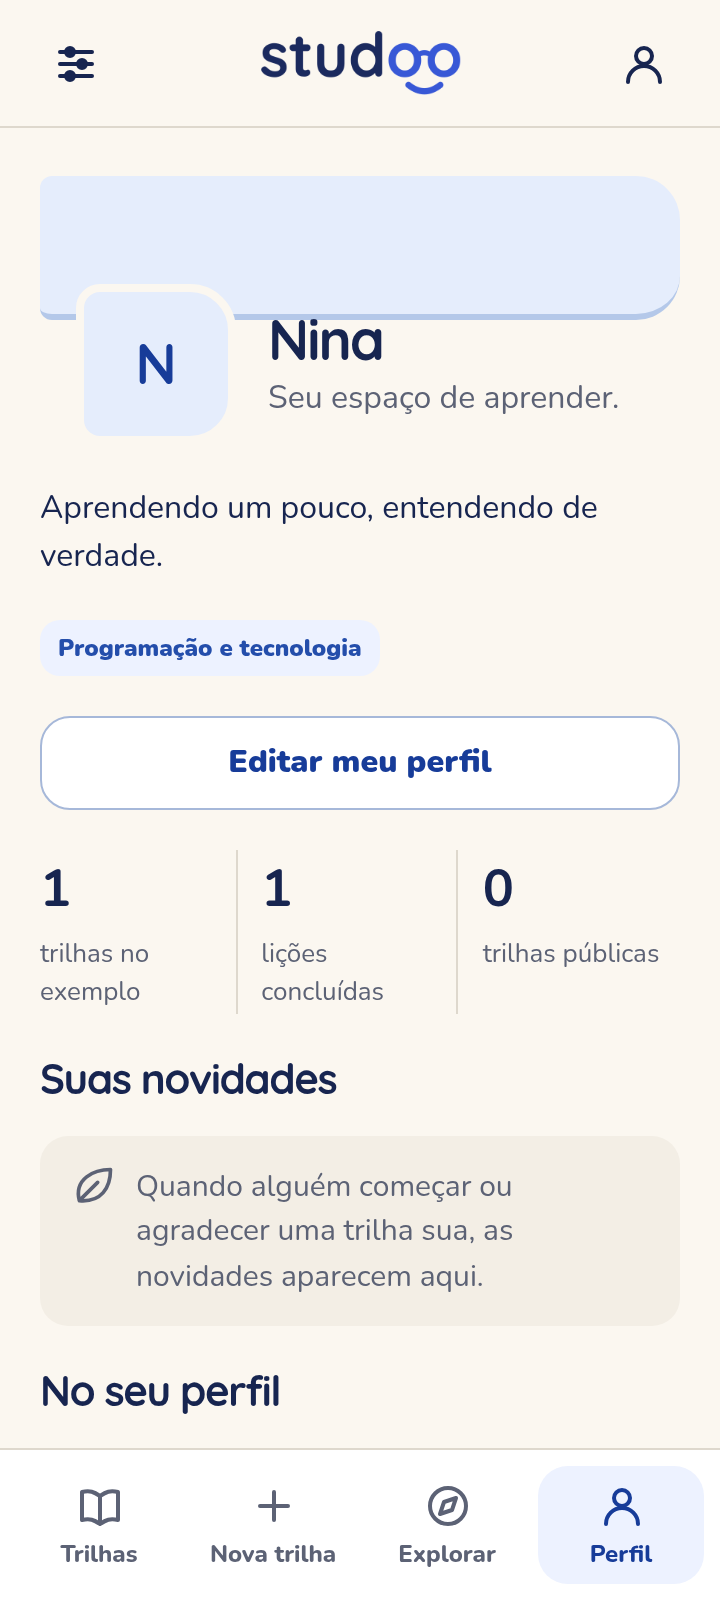 studoo
N
Nina
Seu espaço de aprender.
Aprendendo um pouco, entendendo de
verdade.
Programação e tecnologia
Editar meu perfil
1
trilhas no
exemplo
1
lições
concluídas
0
trilhas públicas
Suas novidades
Quando alguém começar ou
agradecer uma trilha sua, as
novidades aparecem aqui.
No seu perfil
Trilhas
Nova trilha
Explorar
Perfil